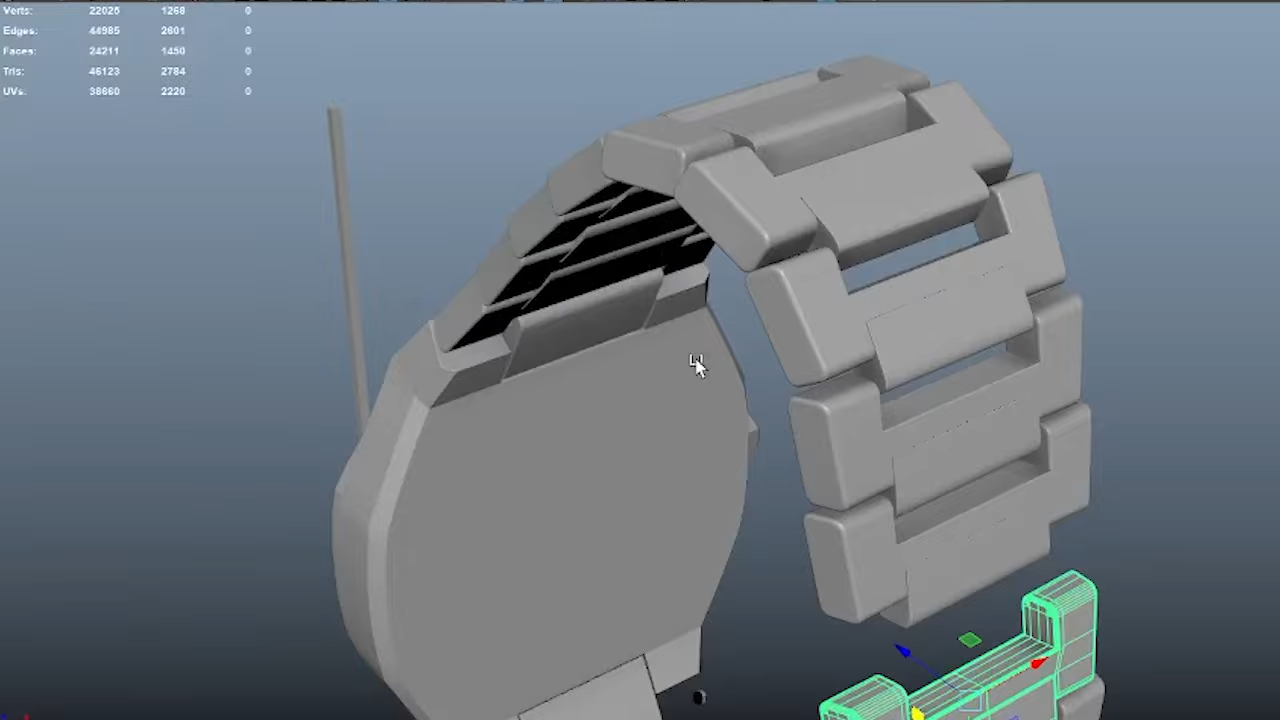 Verts: 22025 1268 0
Edges: 44985 2601 0
Faces: 24211 1450 0
Tris: 46123 2784 0
UVs: 38660 2220 0